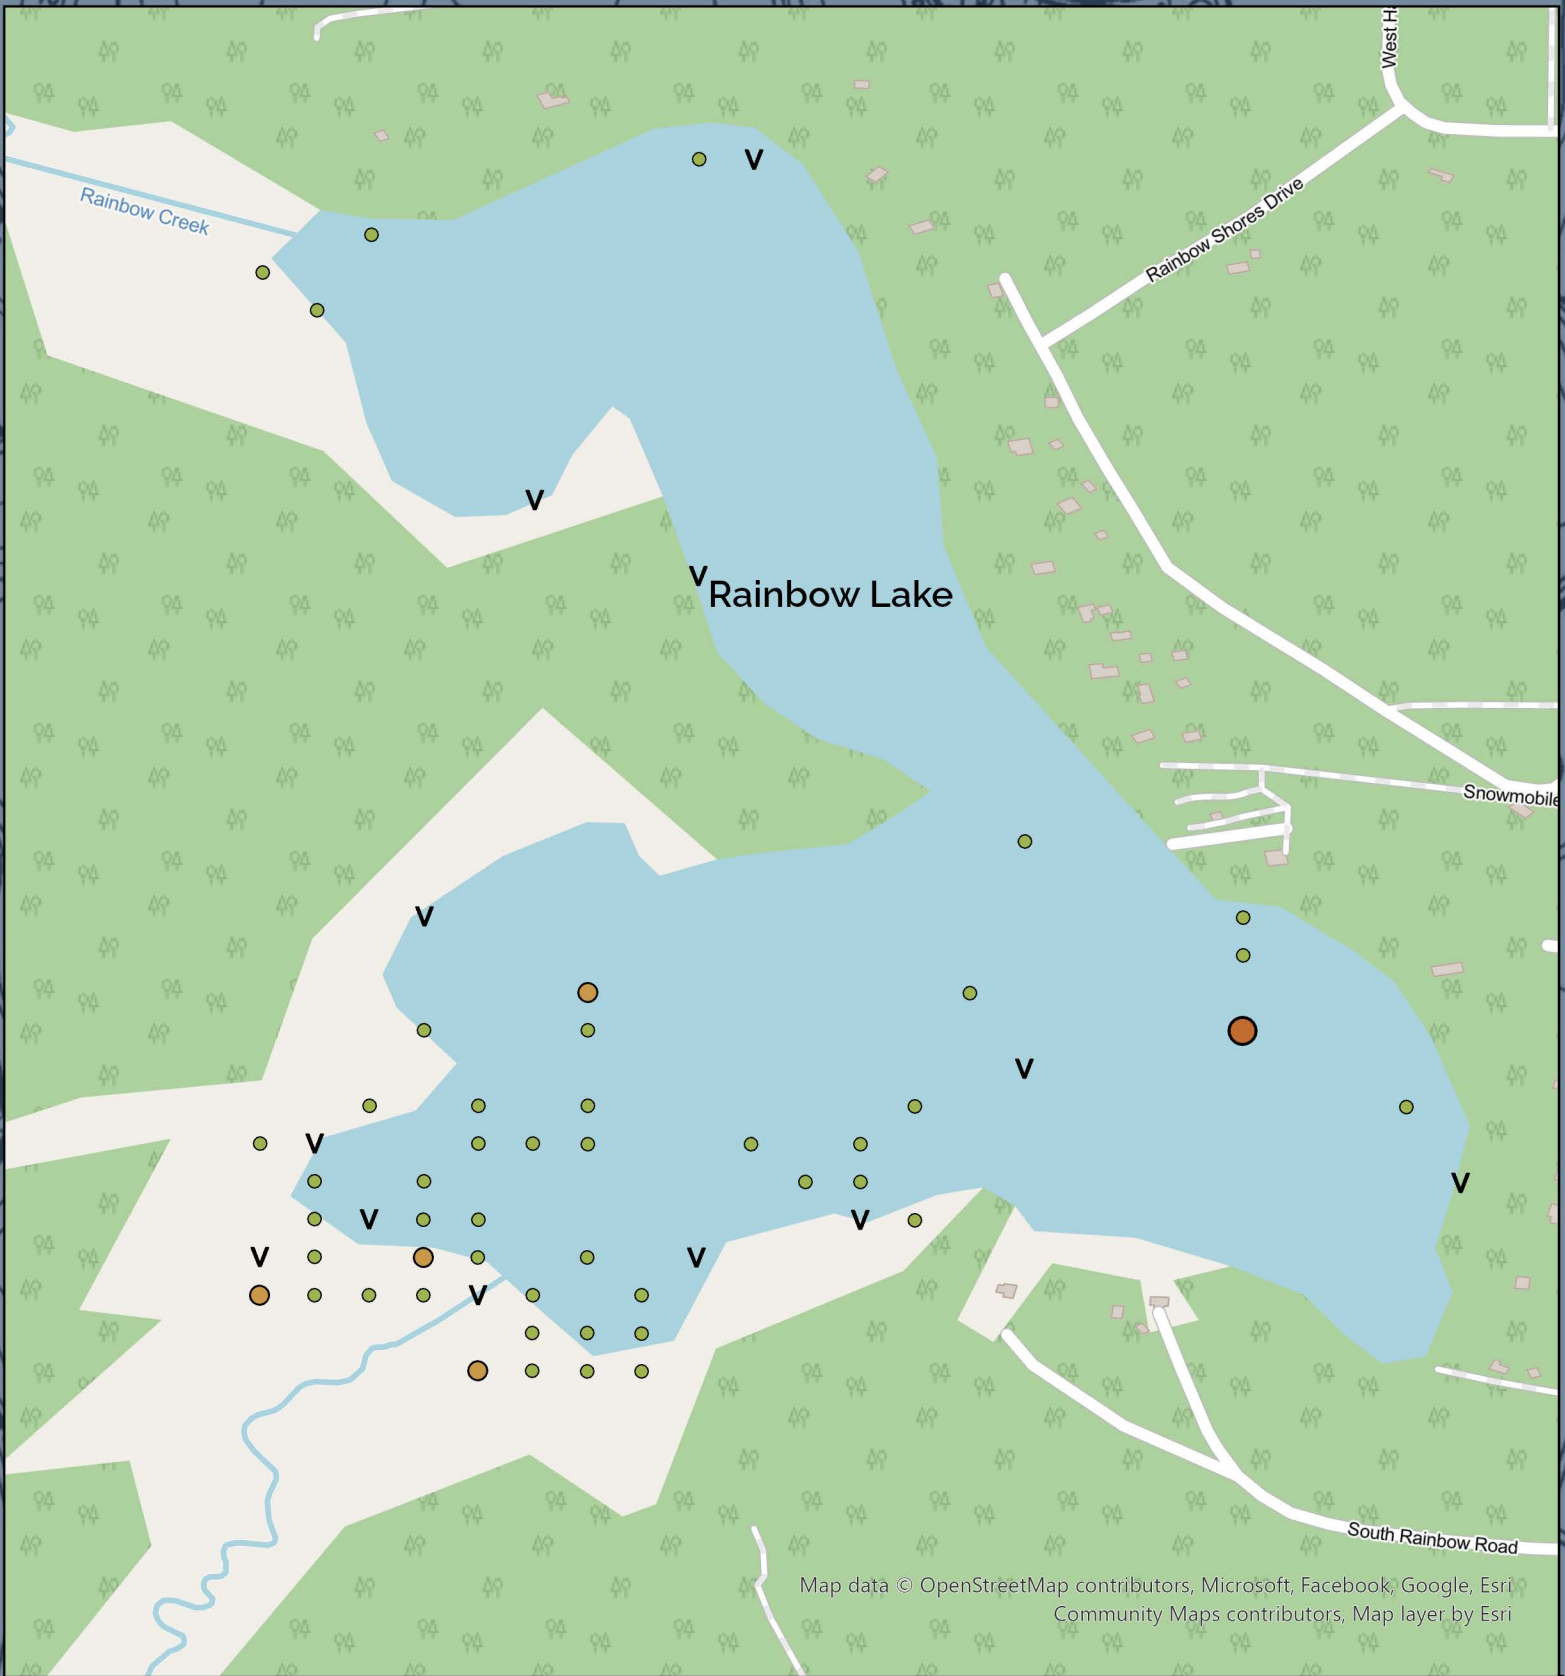 West H
V
Rainbow Creek
Rainbow Shores Drive
V
V
Rainbow Lake
Snowmobile
V
V
V
V
V
V
V
V
V
South Rainbow Road
Map data © OpenStreetMap contributors, Microsoft, Facebook, Google, Esri
Community Maps contributors, Map layer by Esri